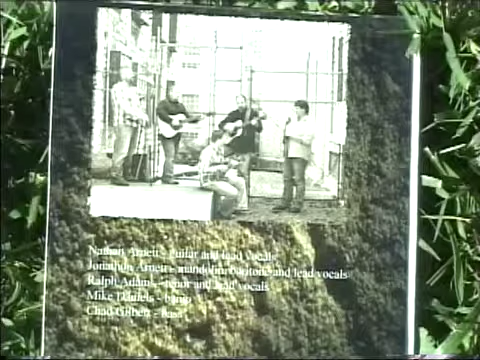 Nathan Arnett - guitar and lead vocals
Jonathan Arnett - mandolin, baritone and lead vocals
Ralph Adams - tenor and lead vocals
Mike Daniels - banjo
Chad Gilbert - bass